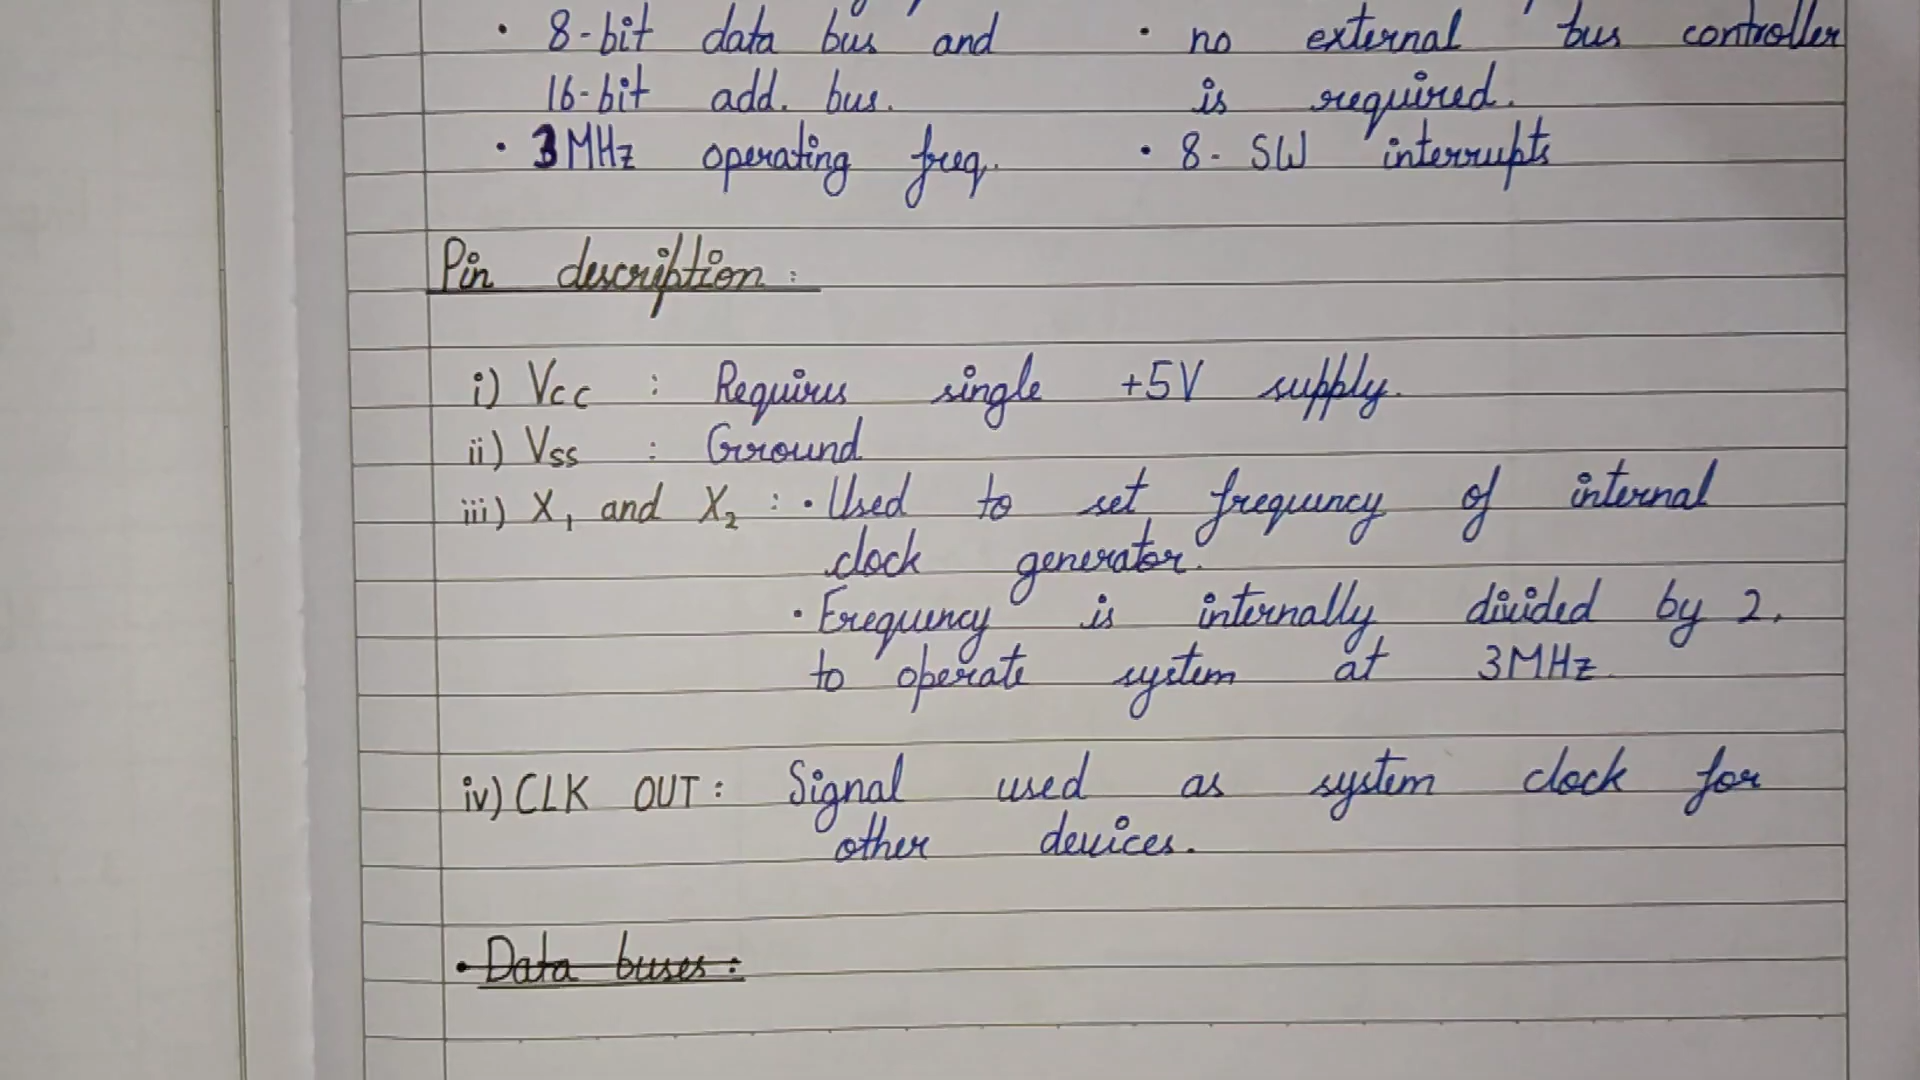 • 8-bit data bus and
16-bit add. bus.
• 3MHz operating freq.
• no external bus controller
is required.
• 8- SW interrupts
Pin description :
i) Vcc : Requires single +5V supply.
ii) Vss : Ground
iii) X₁ and X₂ : • Used to set frequency of internal
clock generator.
• Frequency is internally divided by 2.
to operate system at 3MHz.
iv) CLK OUT : Signal used as system clock for
other devices.
• Data buses :